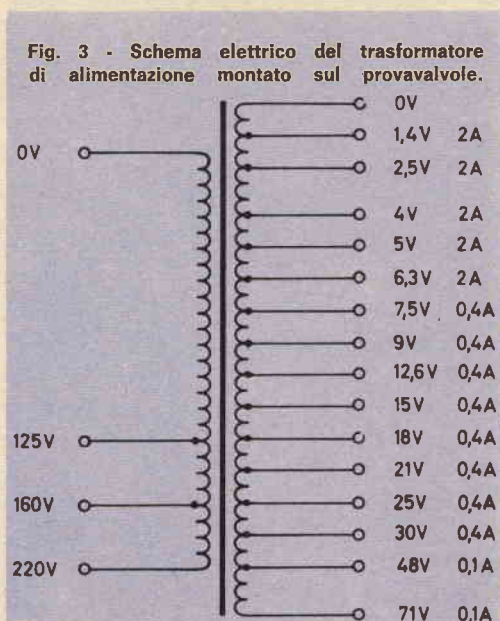 Fig. 3 - Schema elettrico del trasformatore
di alimentazione montato sul provavalvole.
0V
0V
1,4V 2A
2,5V 2A
4V 2A
5V 2A
6,3V 2A
7,5V 0,4A
9V 0,4A
12,6V 0,4A
15V 0,4A
125V
18V 0,4A
21V 0,4A
160V
25V 0,4A
30V 0,4A
220V
48V 0,1A
71V 0,1A